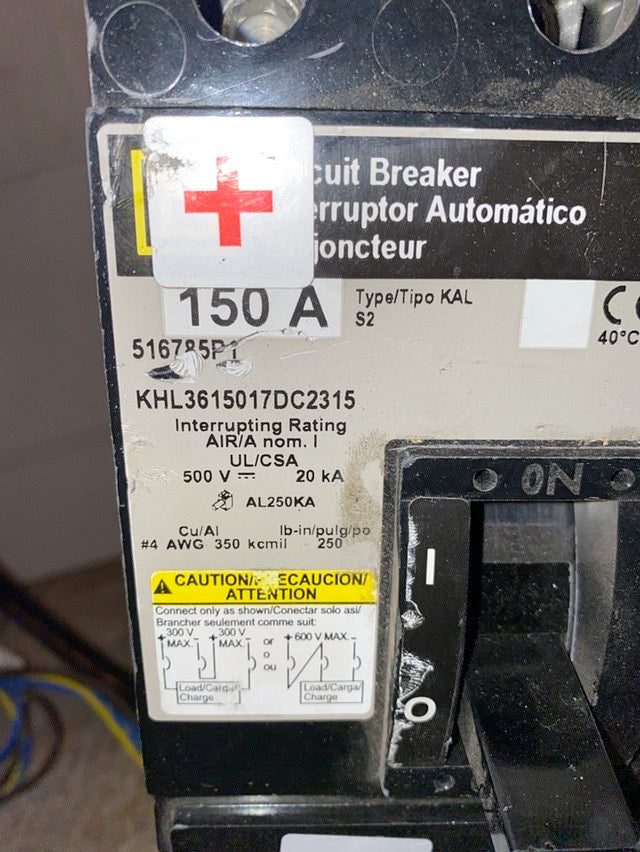 cuit Breaker
erruptor Automático
joncteur
150 A
Type/Tipo KAL
S2
40°C
516785P1
KHL3615017DC2315
Interrupting Rating
AIR/A nom. I
UL/CSA
500 V 20 kA
AL250KA
Cu/Al lb-in/pulg/po
#4 AWG 350 kcmil 250
CAUTION/ ECAUCION/
ATTENTION
Connect only as shown/Conectar solo asi/
Brancher seulement comme suit:
+300 V MAX.- +300 V MAX.-
or
o
ou
+600 V MAX.-
Load/Carga/
Charge
Load/Carga/
Charge
ON
I
O